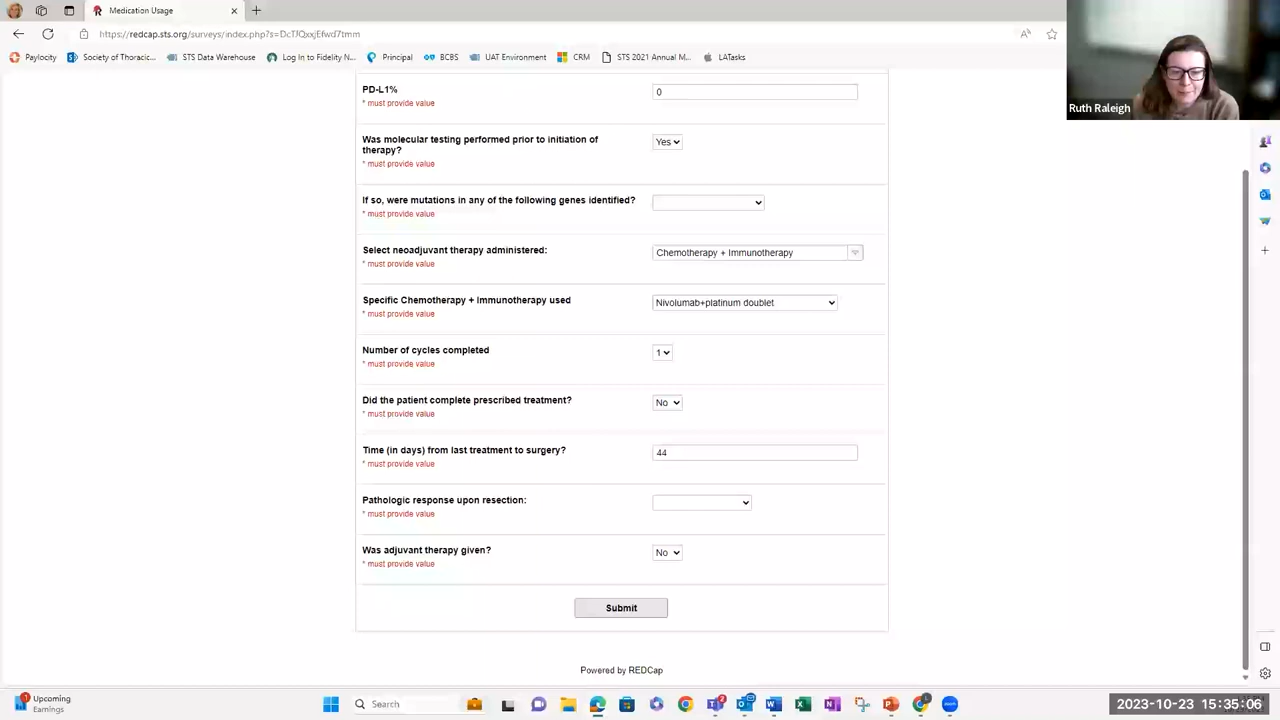 Medication Usage
https://redcap.sts.org/surveys/index.php?s=DcTJQxxjEfwd7tmm
Paylocity
Society of Thoracic...
STS Data Warehouse
Log In to Fidelity N...
Principal
BCBS
UAT Environment
CRM
STS 2021 Annual M...
LATasks
Ruth Raleigh
PD-L1%
0
* must provide value
Was molecular testing performed prior to initiation of
therapy?
Yes
* must provide value
If so, were mutations in any of the following genes identified?
* must provide value
Select neoadjuvant therapy administered:
Chemotherapy + Immunotherapy
* must provide value
Specific Chemotherapy + immunotherapy used
Nivolumab+platinum doublet
* must provide value
Number of cycles completed
1
* must provide value
Did the patient complete prescribed treatment?
No
* must provide value
Time (in days) from last treatment to surgery?
44
* must provide value
Pathologic response upon resection:
* must provide value
Was adjuvant therapy given?
No
* must provide value
Submit
Powered by REDCap
Upcoming
Earnings
Search
2023-10-23 15:35:06